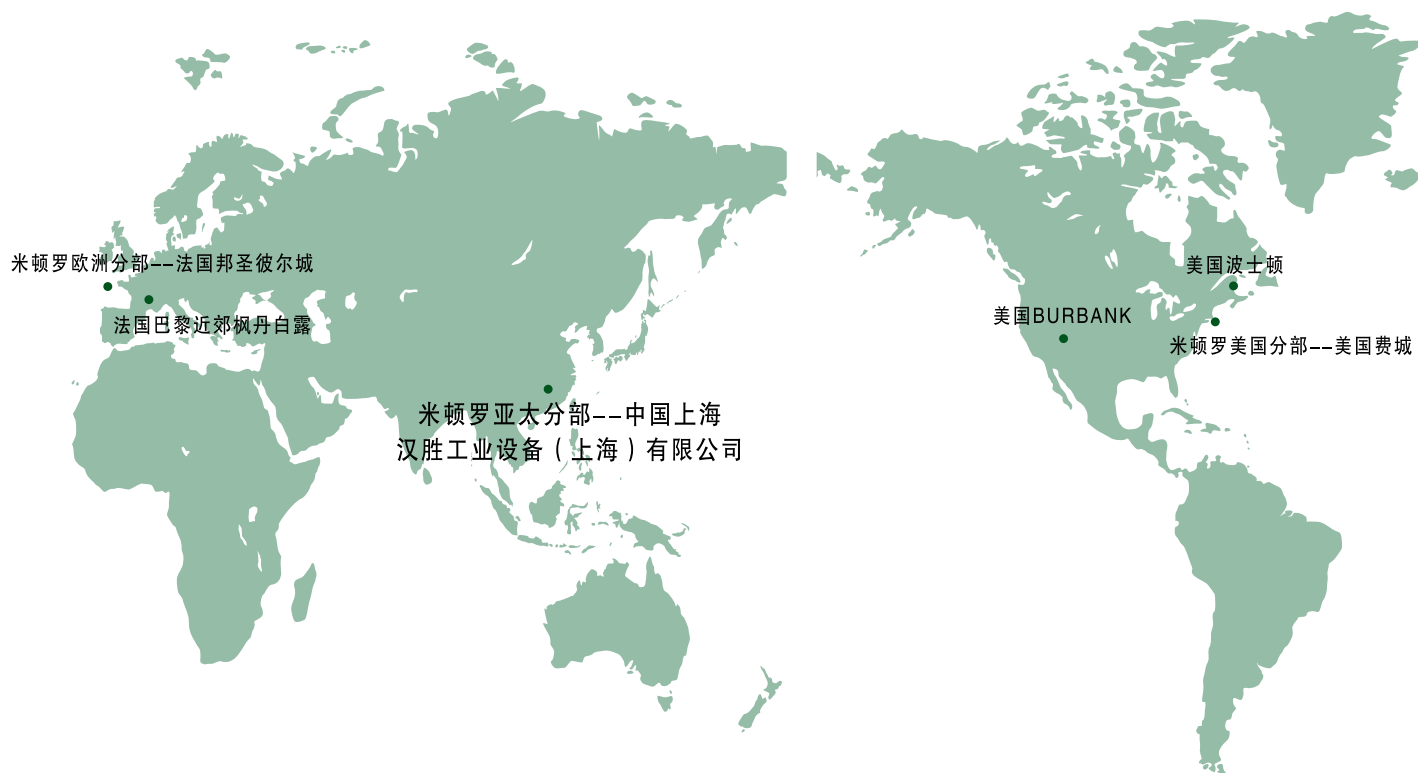 米顿罗欧洲分部--法国邦圣彼尔城
法国巴黎近郊枫丹白露
米顿罗亚太分部--中国上海
汉胜工业设备（上海）有限公司
美国波士顿
美国BURBANK
米顿罗美国分部--美国费城